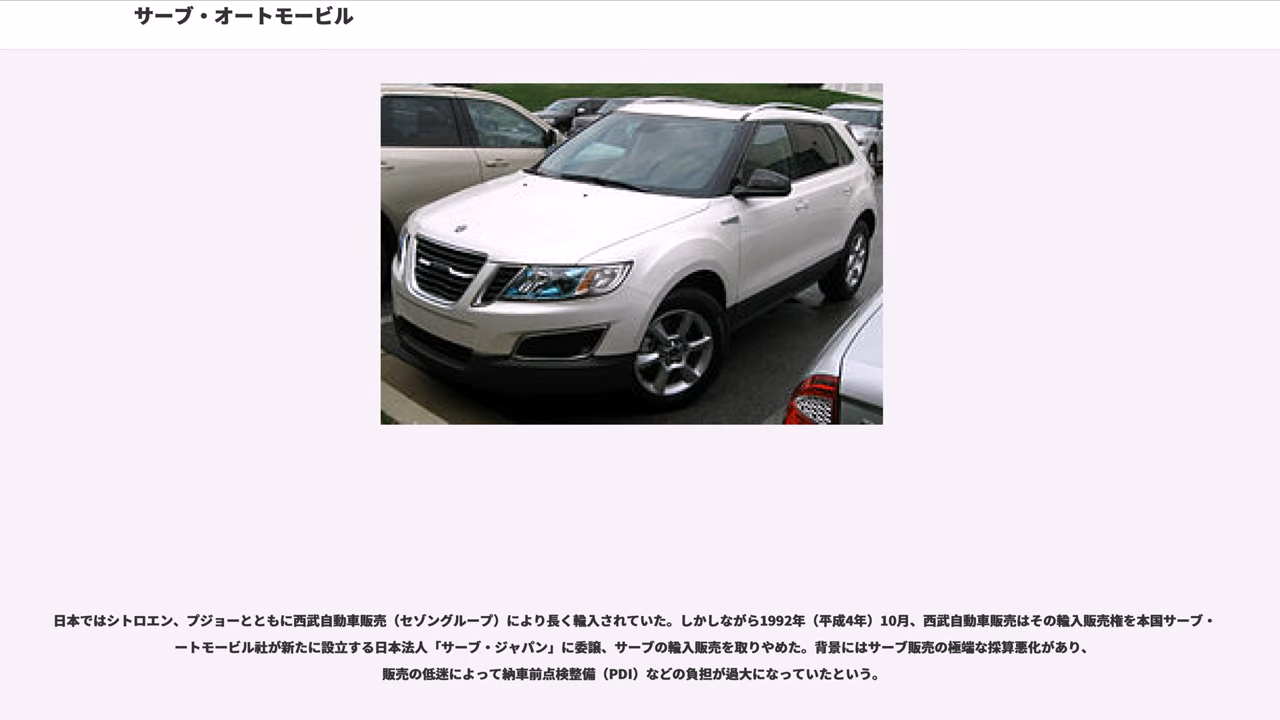 サーブ・オートモービル
日本ではシトロエン、プジョーとともに西武自動車販売（セゾングループ）により長く輸入されていた。しかしながら1992年（平成4年）10月、西武自動車販売はその輸入販売権を本国サーブ・
ートモービル社が新たに設立する日本法人「サーブ・ジャパン」に委譲、サーブの輸入販売を取りやめた。背景にはサーブ販売の極端な採算悪化があり、
販売の低迷によって納車前点検整備（PDI）などの負担が過大になっていたという。